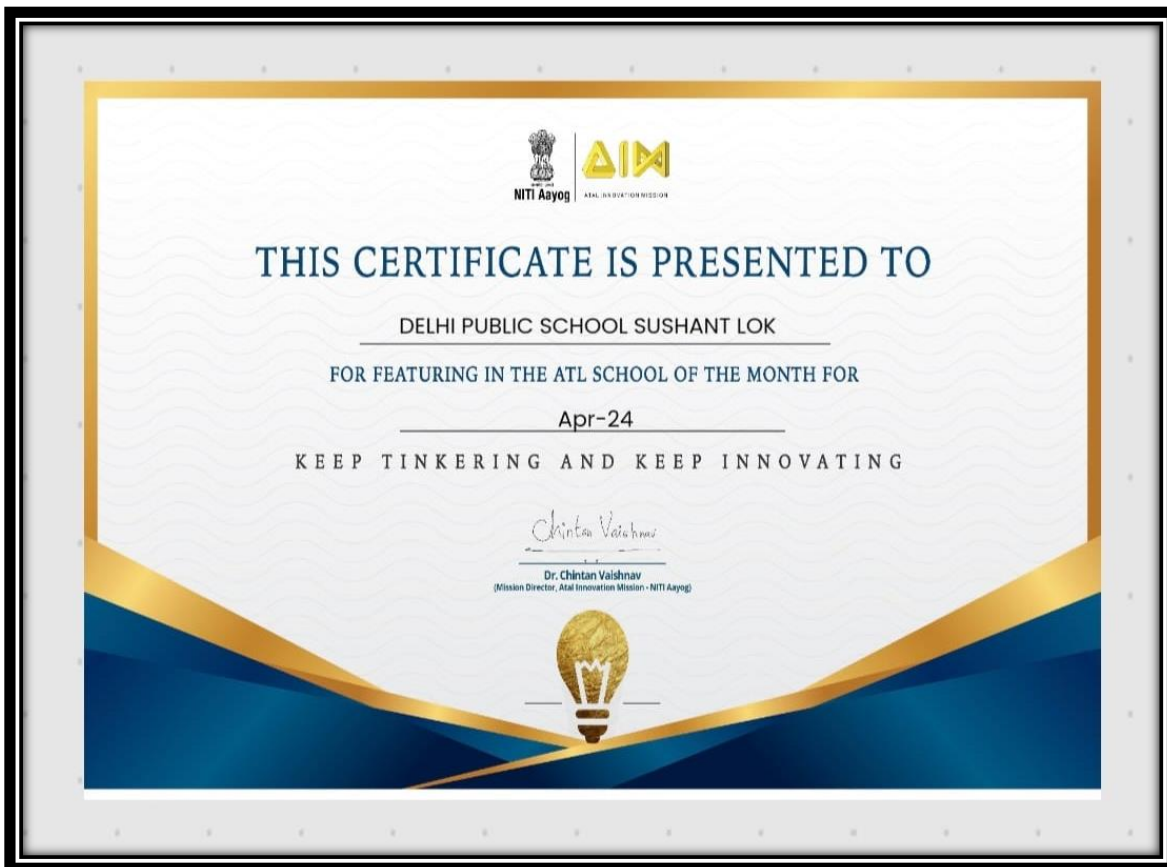 NITI Aayog
AIM
ATAL INNOVATION MISSION
THIS CERTIFICATE IS PRESENTED TO
DELHI PUBLIC SCHOOL SUSHANT LOK
FOR FEATURING IN THE ATL SCHOOL OF THE MONTH FOR
Apr-24
KEEP TINKERING AND KEEP INNOVATING
Chintan Vaishnav
Dr. Chintan Vaishnav
(Mission Director, Atal Innovation Mission - NITI Aayog)